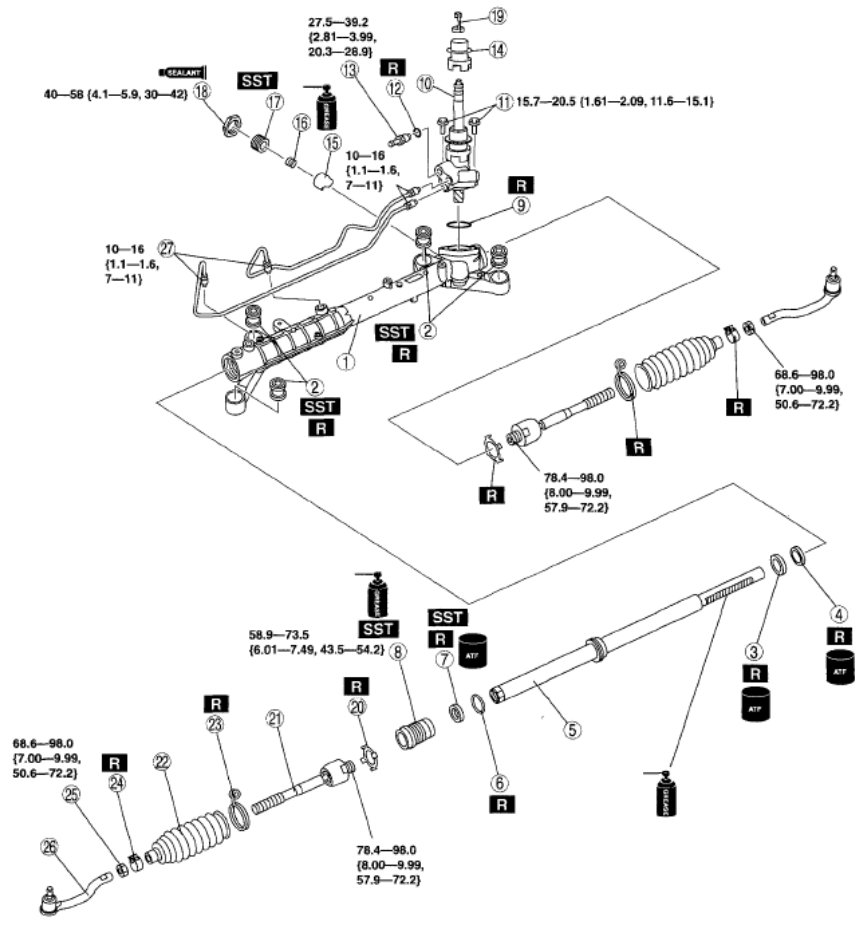 27.5—39.2
{2.81—3.99,
20.3—28.9}
19
14
SEALANT
SST
R
13
12
10
40—58 {4.1—5.9, 30—42}
18
17
GREASE
11 15.7—20.5 {1.61—2.09, 11.6—15.1}
16
15
10—16
{1.1—1.6,
7—11}
R
9
10—16
{1.1—1.6,
7—11}
27
2
SST
R
1
2
SST
R
68.6—98.0
{7.00—9.99,
50.6—72.2}
R
R
R
78.4—98.0
{8.00—9.99,
57.9—72.2}
GREASE
SST
58.9—73.5
{6.01—7.49, 43.5—54.2}
8
SST
R
ATF
7
4
R
ATF
3
R
ATF
5
R
20
R
23
21
6
R
GREASE
68.6—98.0
{7.00—9.99,
50.6—72.2}
R
24
22
25
26
78.4—98.0
{8.00—9.99,
57.9—72.2}